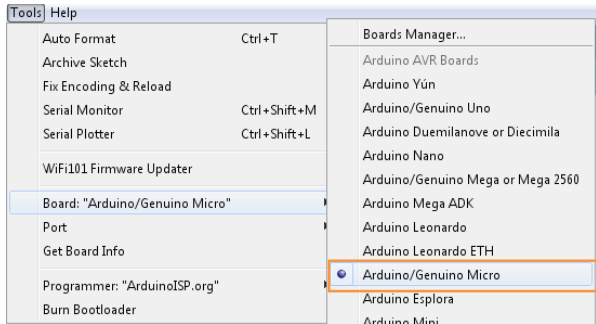 Tools Help
Auto Format Ctrl+T
Archive Sketch
Fix Encoding & Reload
Serial Monitor Ctrl+Shift+M
Serial Plotter Ctrl+Shift+L
WiFi101 Firmware Updater
Board: "Arduino/Genuino Micro"
Port
Get Board Info
Programmer: "ArduinoISP.org"
Burn Bootloader
Boards Manager...
Arduino AVR Boards
Arduino Yún
Arduino/Genuino Uno
Arduino Duemilanove or Diecimila
Arduino Nano
Arduino/Genuino Mega or Mega 2560
Arduino Mega ADK
Arduino Leonardo
Arduino Leonardo ETH
Arduino/Genuino Micro
Arduino Esplora
Arduino Mini